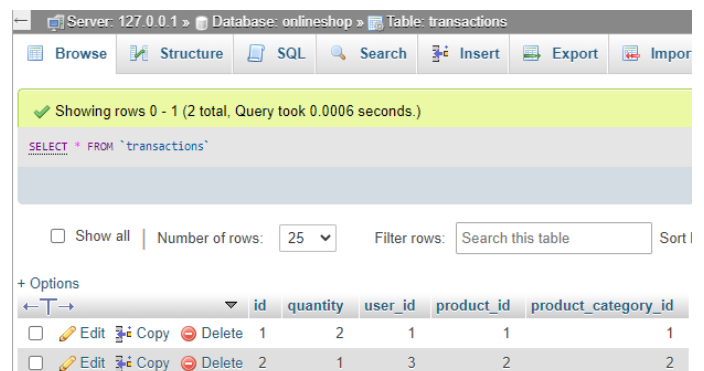 Server: 127.0.0.1 » Database: onlineshop » Table: transactions
Browse Structure SQL Search Insert Export Impor
Showing rows 0 - 1 (2 total, Query took 0.0006 seconds.)
SELECT * FROM `transactions`
Show all | Number of rows: 25 Filter rows: Search this table Sort
+ Options
←T→ id quantity user_id product_id product_category_id
Edit Copy Delete 1 2 1 1 1
Edit Copy Delete 2 1 3 2 2